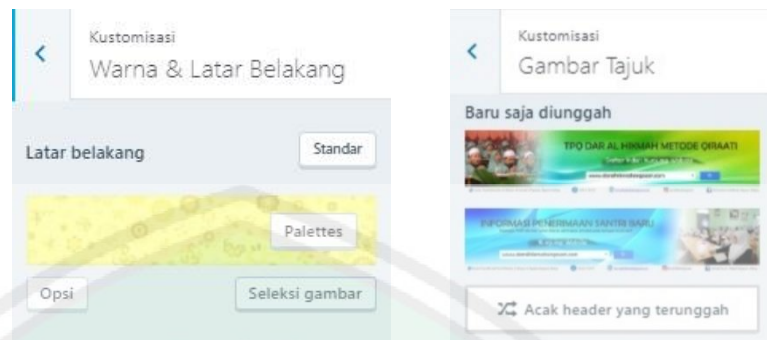 Kustomisasi
Warna & Latar Belakang
Latar belakang
Standar
Palettes
Opsi
Seleksi gambar
Kustomisasi
Gambar Tajuk
Baru saja diunggah
TPQ DAR AL HIKMAH METODE QIRAATI
INFORMASI PENERIMAAN SANTRI BARU
Acak header yang terunggah